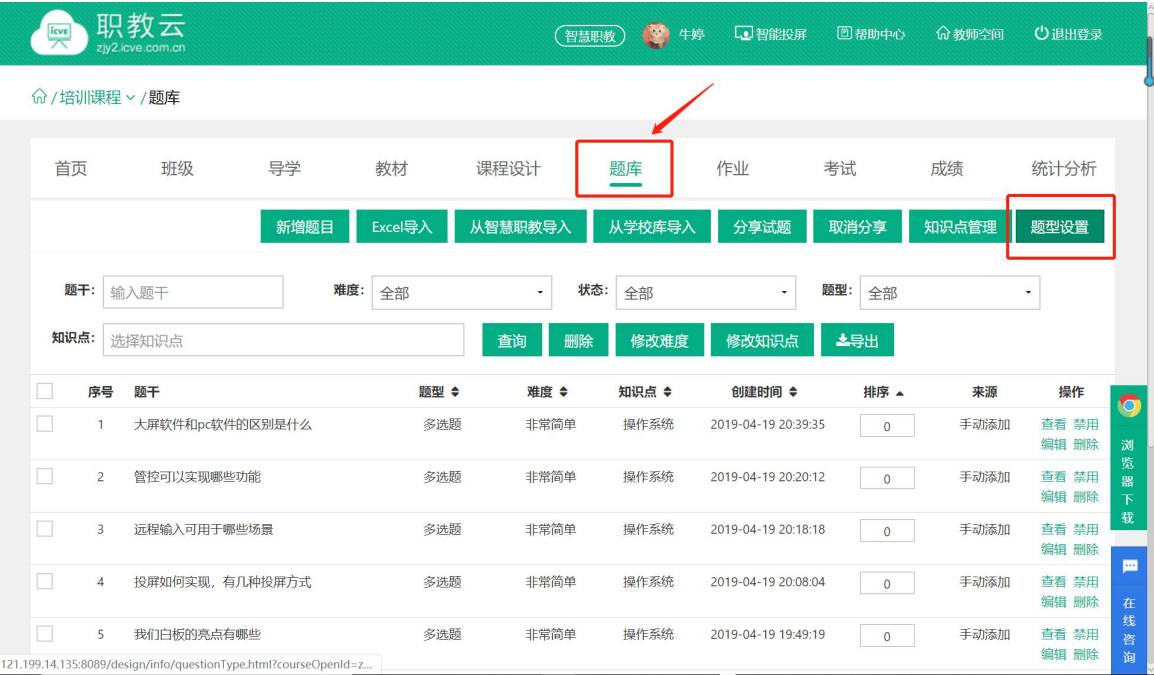 icve 职教云 智慧职教 牛婷 智能投屏 帮助中心 教师空间 退出登录
zjy2.icve.com.cn
/培训课程 /题库
首页 班级 导学 教材 课程设计 题库 作业 考试 成绩 统计分析
新增题目 Excel导入 从智慧职教导入 从学校库导入 分享试题 取消分享 知识点管理 题型设置
题干: 输入题干 难度: 全部 状态: 全部 题型: 全部
知识点: 选择知识点 查询 删除 修改难度 修改知识点 导出
序号 题干 题型 难度 知识点 创建时间 排序 来源 操作
1 大屏软件和pc软件的区别是什么 多选题 非常简单 操作系统 2019-04-19 20:39:35 0 手动添加 查看 禁用
编辑 删除
2 管控可以实现哪些功能 多选题 非常简单 操作系统 2019-04-19 20:20:12 0 手动添加 查看 禁用
编辑 删除
3 远程输入可用于哪些场景 多选题 非常简单 操作系统 2019-04-19 20:18:18 0 手动添加 查看 禁用
编辑 删除
4 投屏如何实现，有几种投屏方式 多选题 非常简单 操作系统 2019-04-19 20:08:04 0 手动添加 查看 禁用
编辑 删除
5 我们白板的亮点有哪些 多选题 非常简单 操作系统 2019-04-19 19:49:19 0 手动添加 查看 禁用
编辑 删除
浏览器下载
在线咨询
121.199.14.135:8089/design/info/questionType.html?courseOpenId=z...